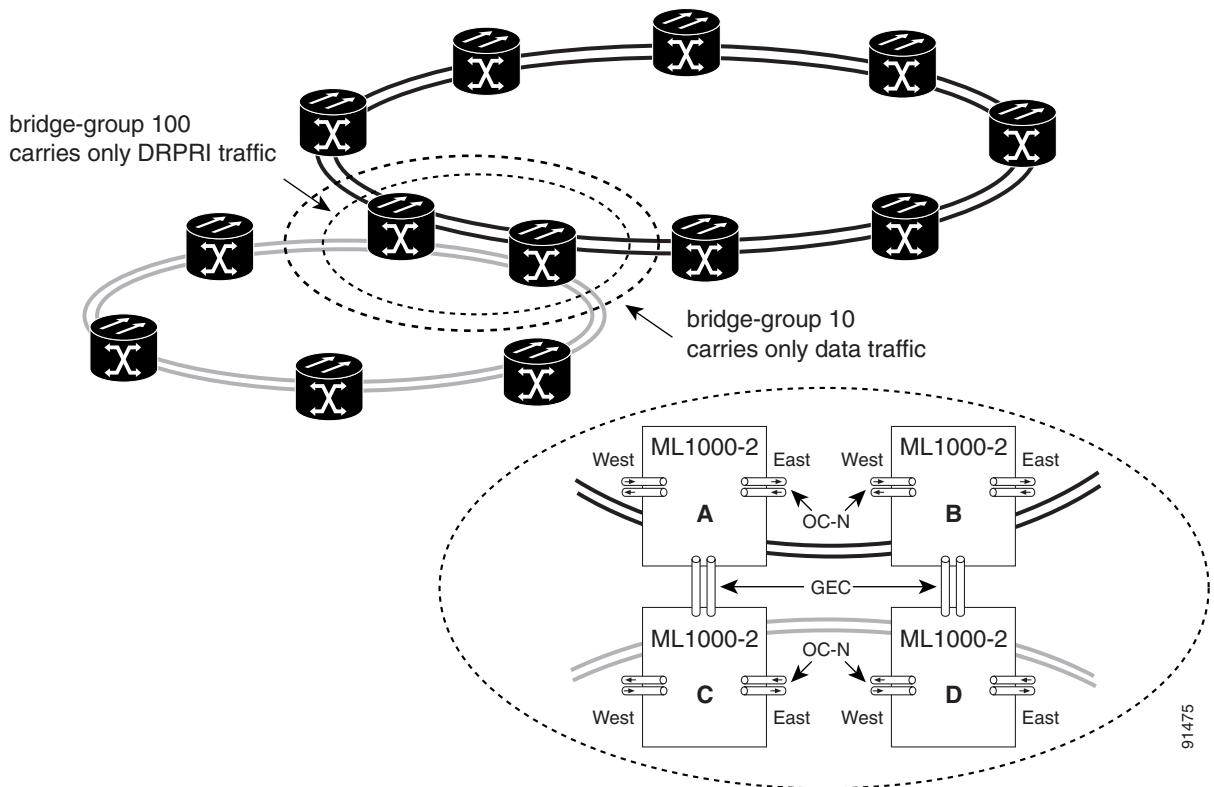 bridge-group 100
carries only DRPRI traffic
bridge-group 10
carries only data traffic
ML1000-2
ML1000-2
West
East
West
East
A
OC-N
B
GEC
ML1000-2
ML1000-2
OC-N
C
D
West
East
West
East
91475